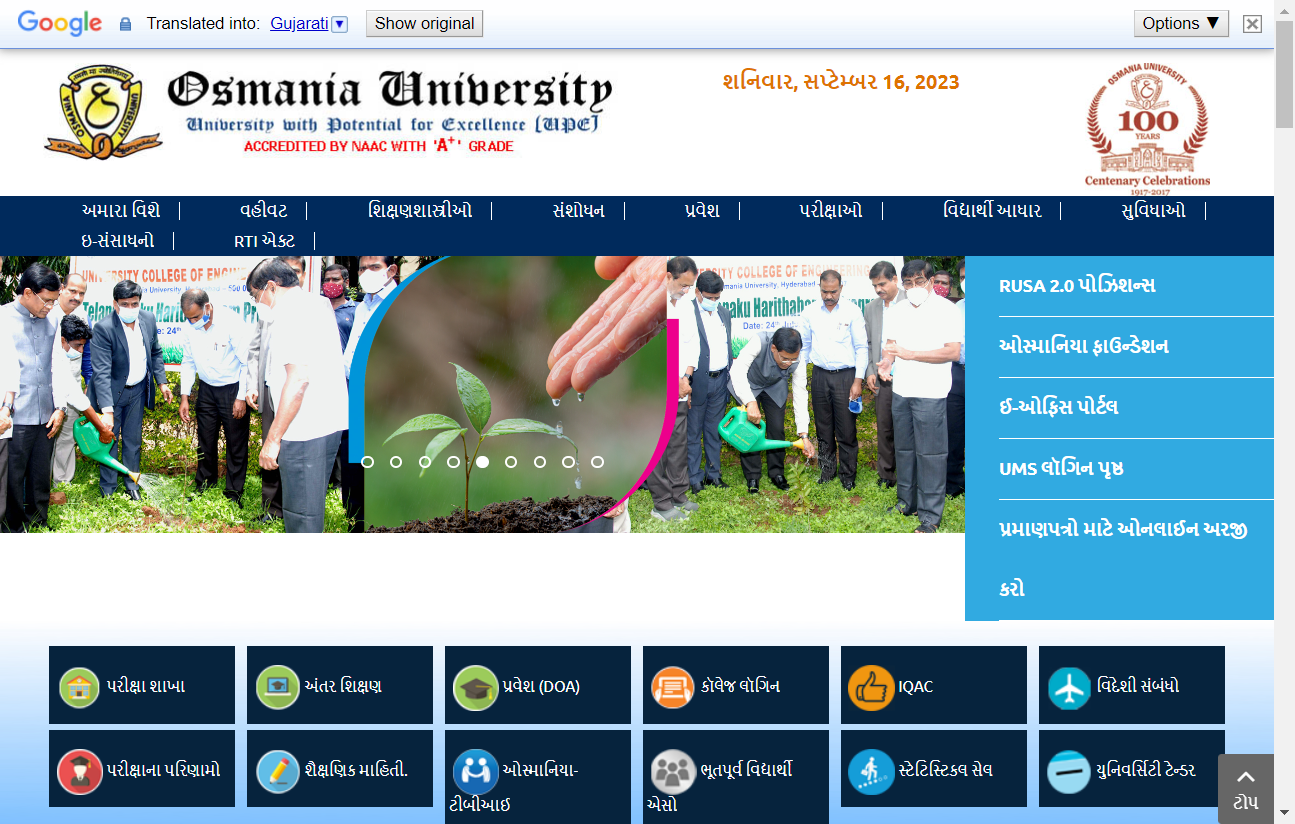 Google Translated into: Gujarati Show original Options ▼
Osmania University
University with Potential for Excellence [UPE]
ACCREDITED BY NAAC WITH 'A+' GRADE
શનિવાર, સપ્ટેમ્બર 16, 2023
OSMANIA UNIVERSITY
100
YEARS
Centenary Celebrations
1917-2017
અમારા વિશે
વહીવટ
શિક્ષણશાસ્ત્રીઓ
સંશોધન
પ્રવેશ
પરીક્ષાઓ
વિદ્યાર્થી આધાર
સુવિધાઓ
ઇ-સંસાધનો
RTI એક્ટ
RUSA 2.0 પોઝિશન્સ
ઓસ્માનિયા ફાઉન્ડેશન
ઈ-ઓફિસ પોર્ટલ
UMS લૉગિન પૃષ્ઠ
પ્રમાણપત્રો માટે ઓનલાઈન અરજી
કરો
પરીક્ષા શાખા
અંતર શિક્ષણ
પ્રવેશ (DOA)
કૉલેજ લૉગિન
IQAC
વિદેશી સંબંધો
પરીક્ષાના પરિણામો
શૈક્ષણિક માહિતી.
ઓસ્માનિયા-
ટીબીઆઈ
ભૂતપૂર્વ વિદ્યાર્થી
એસો
સ્ટેટિસ્ટિકલ સેલ
યુનિવર્સિટી ટેન્ડર
ટોપ